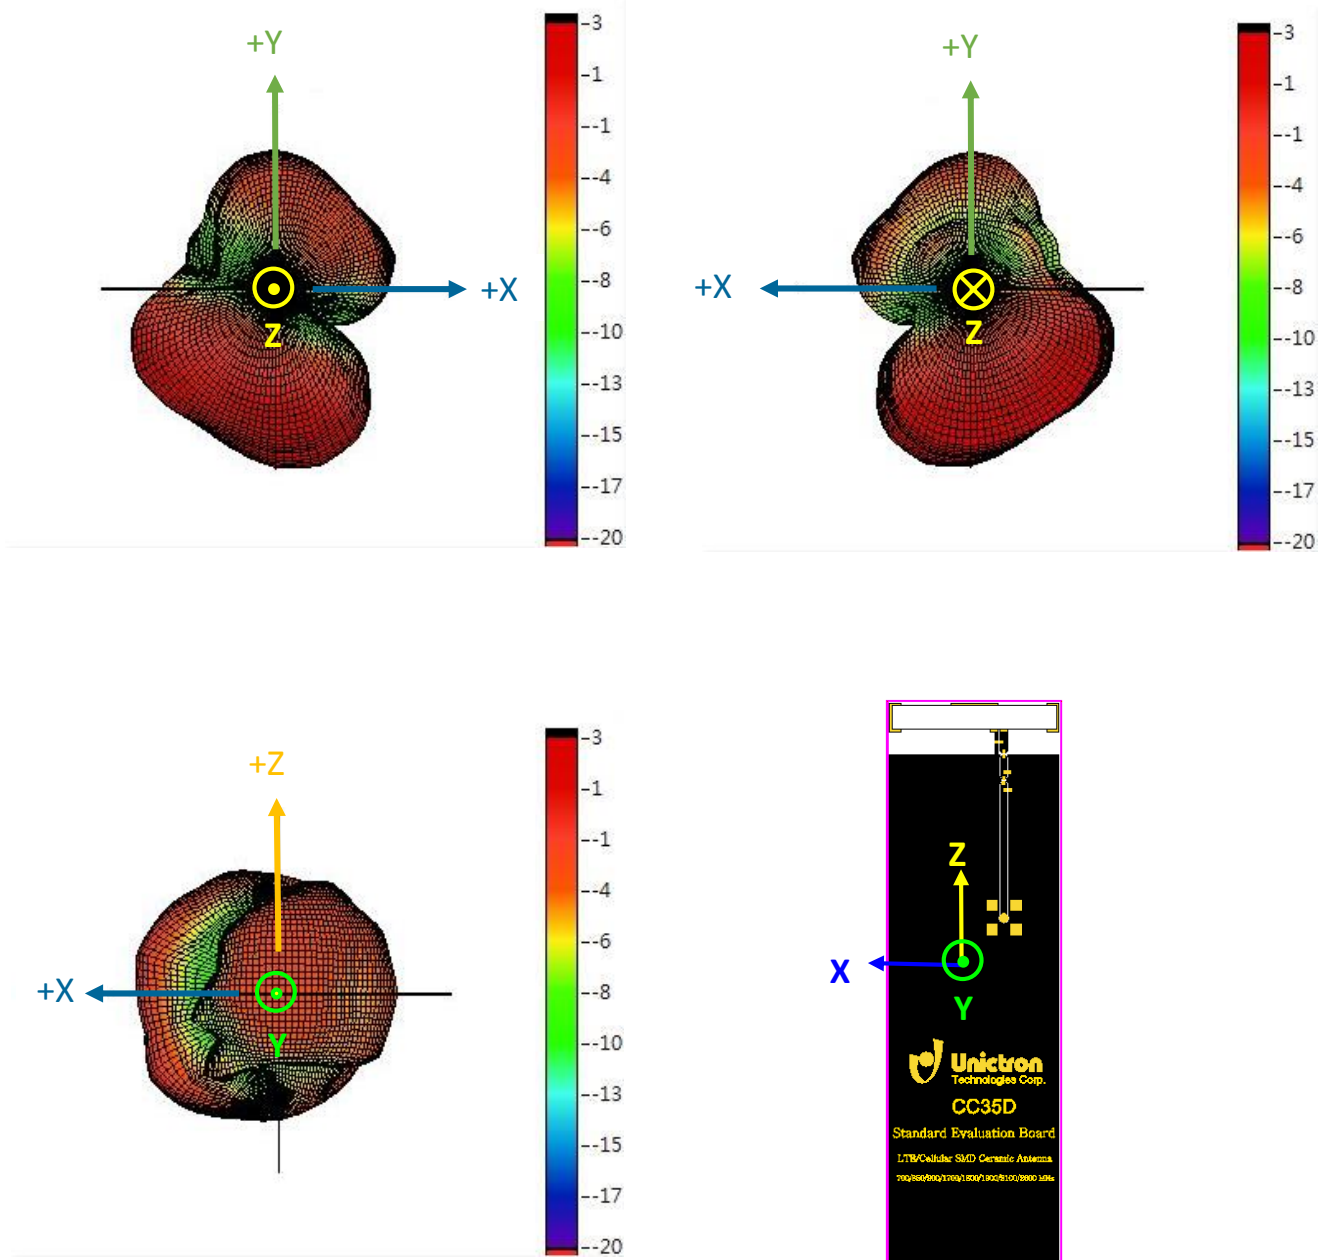 +Y
+X
Z
-3
-1
--1
--4
--6
--8
--10
--13
--15
--17
--20
+Y
+X
Z
-3
-1
--1
--4
--6
--8
--10
--13
--15
--17
--20
+Z
+X
Y
-3
-1
--1
--4
--6
--8
--10
--13
--15
--17
--20
Z
X
Y
Unictron
Technologies Corp.
CC35D
Standard Evaluation Board
LTE/Cellular SMD Ceramic Antenna